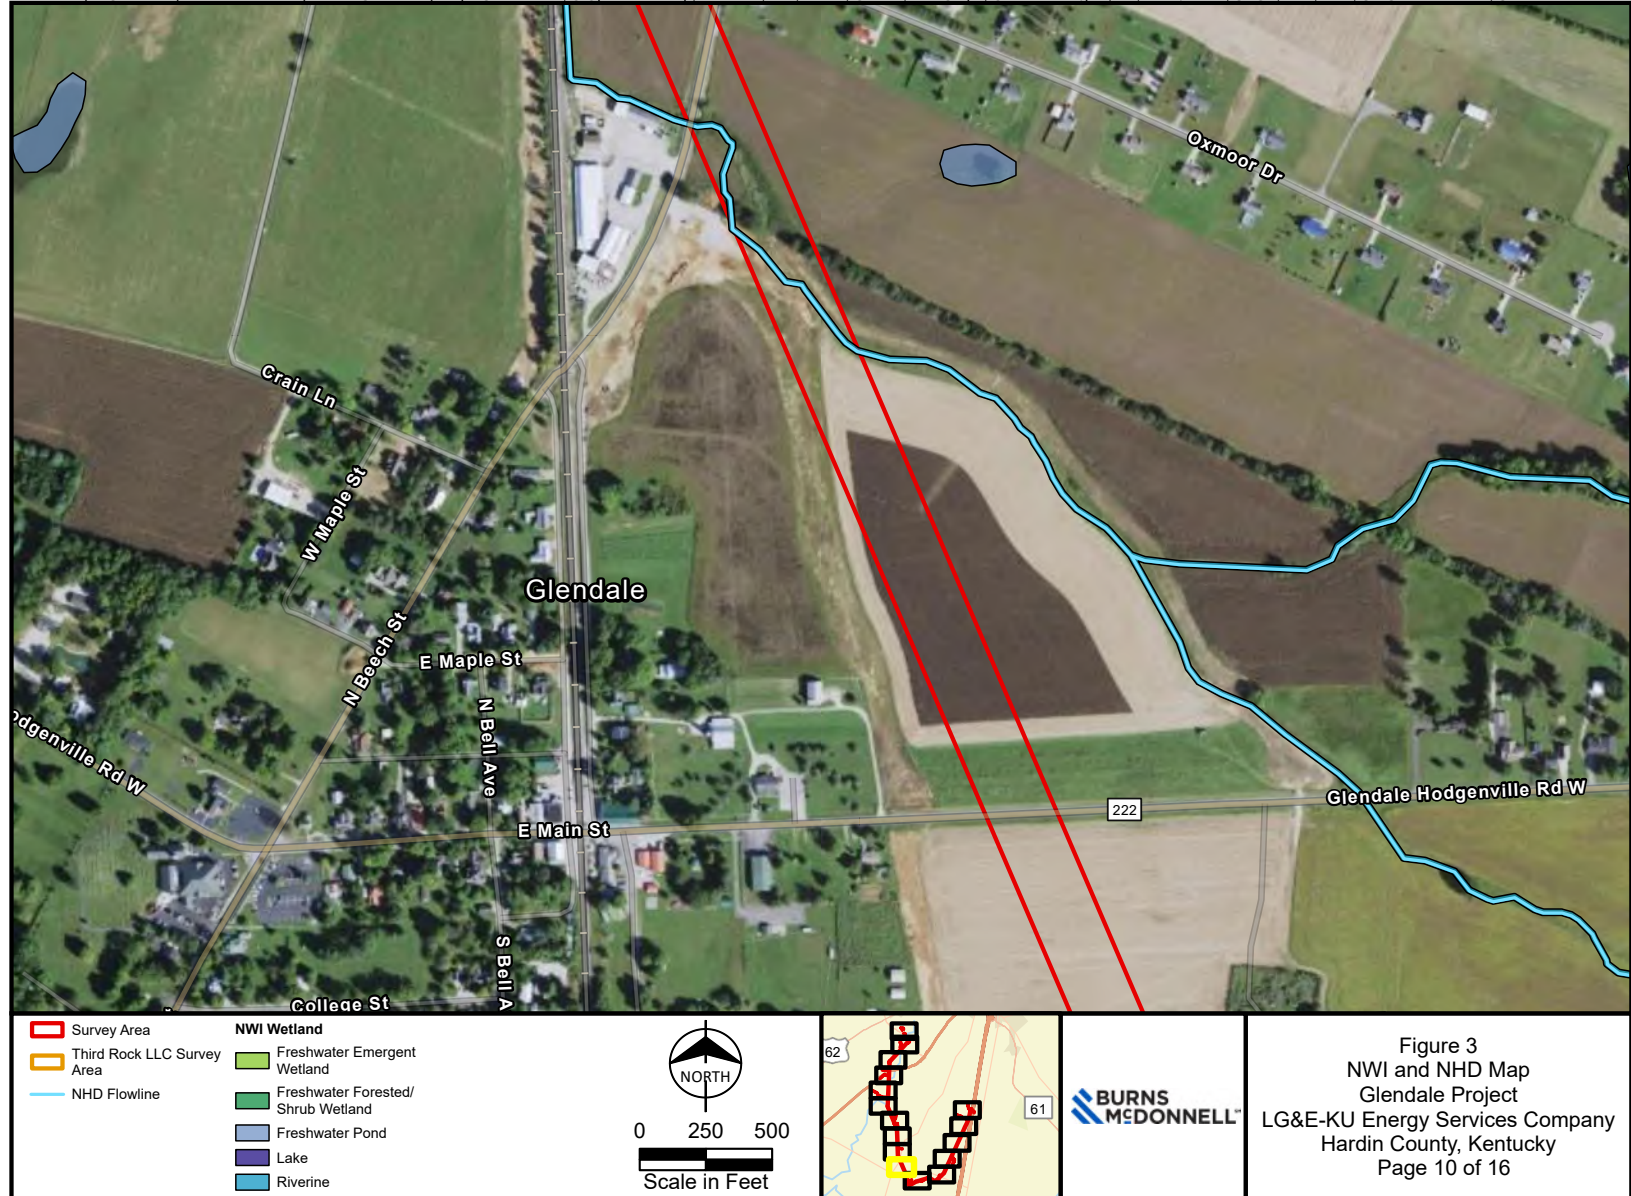 Oxmoor Dr
Crain Ln
W Maple St
Glendale
N Beech St
E Maple St
N Bell Ave
odgenville Rd W
E Main St
222
Glendale Hodgenville Rd W
S Bell A
College St
Survey Area
Third Rock LLC Survey
Area
NHD Flowline
NWI Wetland
Freshwater Emergent
Wetland
Freshwater Forested/
Shrub Wetland
Freshwater Pond
Lake
Riverine
NORTH
0 250 500
Scale in Feet
62
61
BURNS
MCDONNELL
Figure 3
NWI and NHD Map
Glendale Project
LG&E-KU Energy Services Company
Hardin County, Kentucky
Page 10 of 16